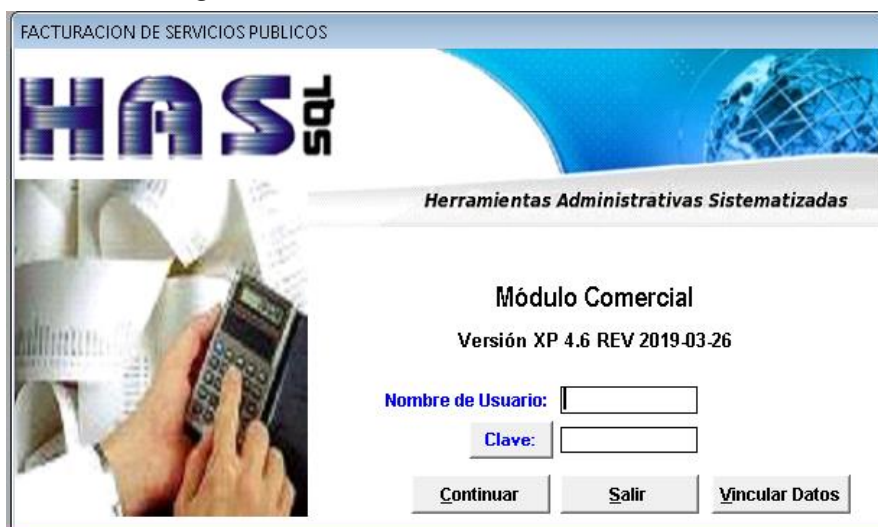 FACTURACION DE SERVICIOS PUBLICOS
HAS SQL
Herramientas Administrativas Sistematizadas
Módulo Comercial
Versión XP 4.6 REV 2019-03-26
Nombre de Usuario:
Clave:
Continuar Salir Vincular Datos